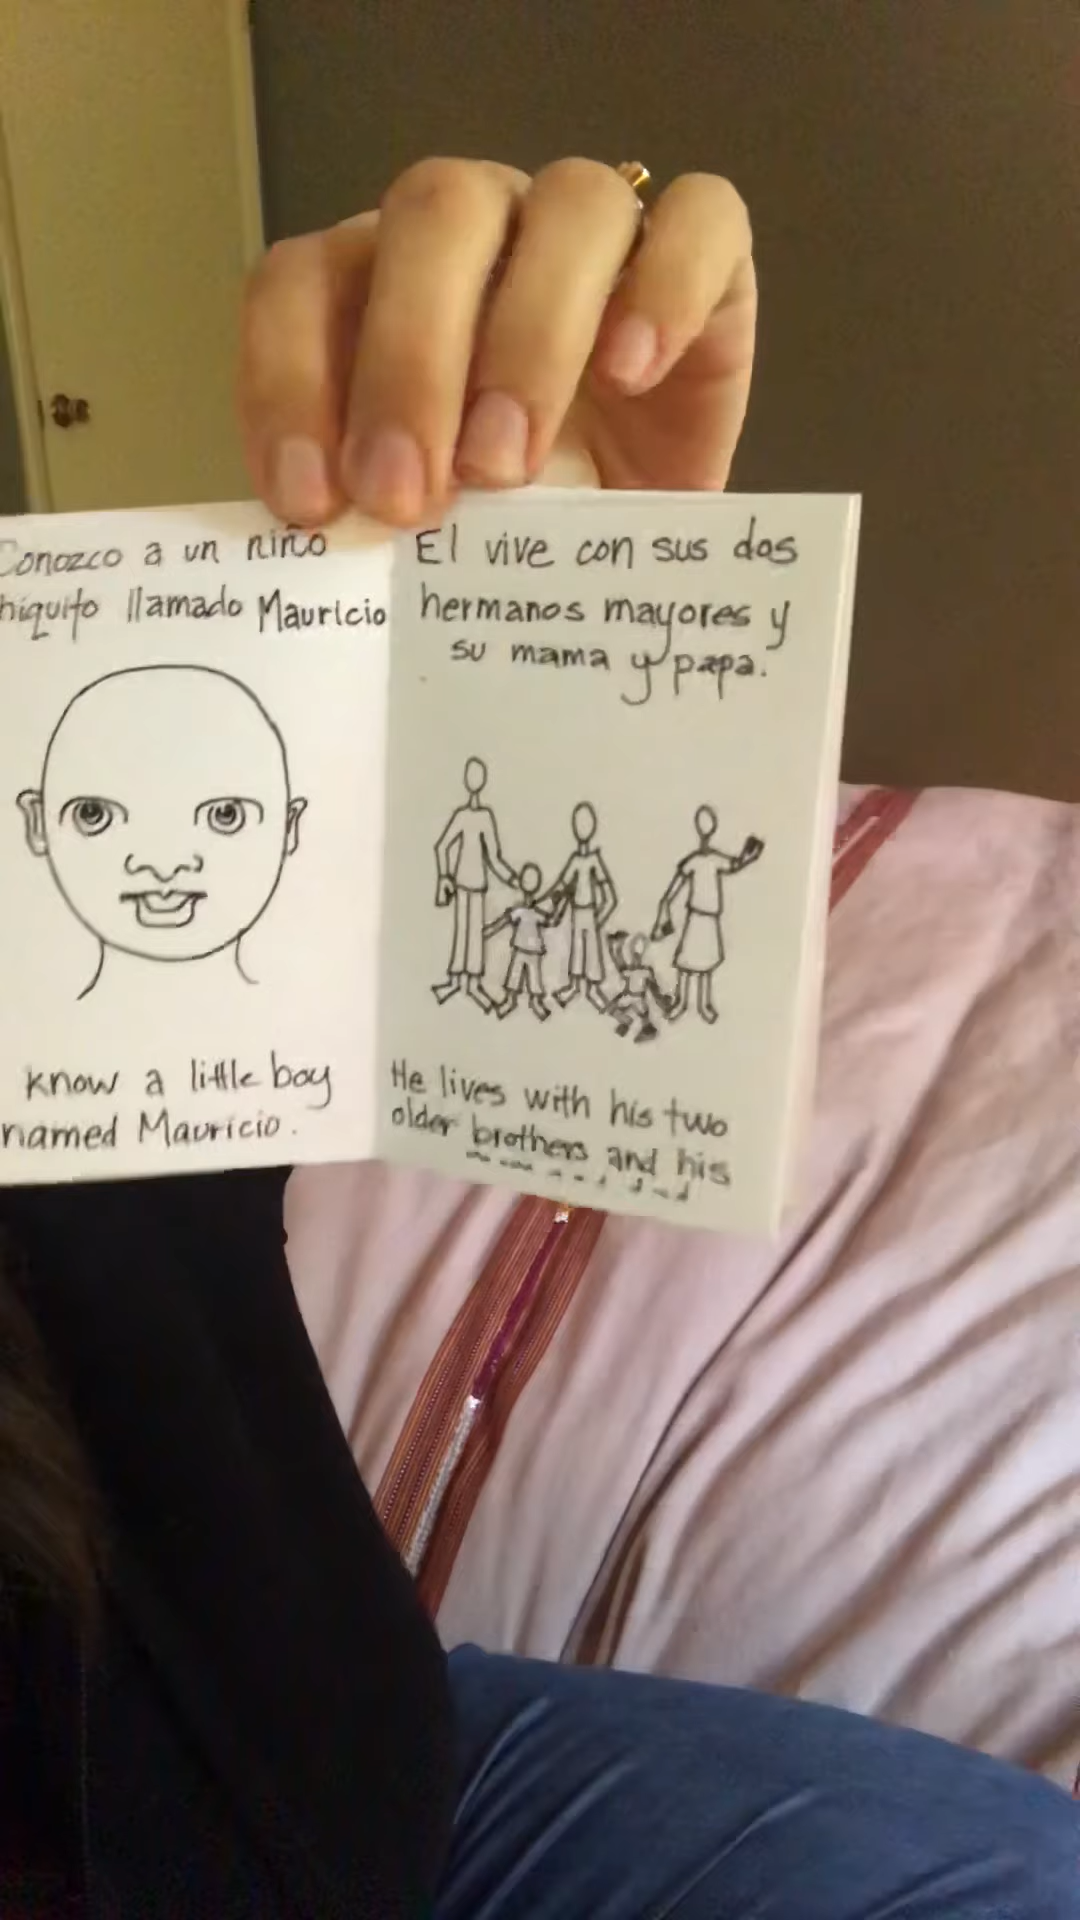 Conozco a un niño
hiquito llamado Mauricio
know a little boy
named Mauricio.
El vive con sus dos
hermanos mayores y
su mama y papa.
He lives with his two
older brothers and his